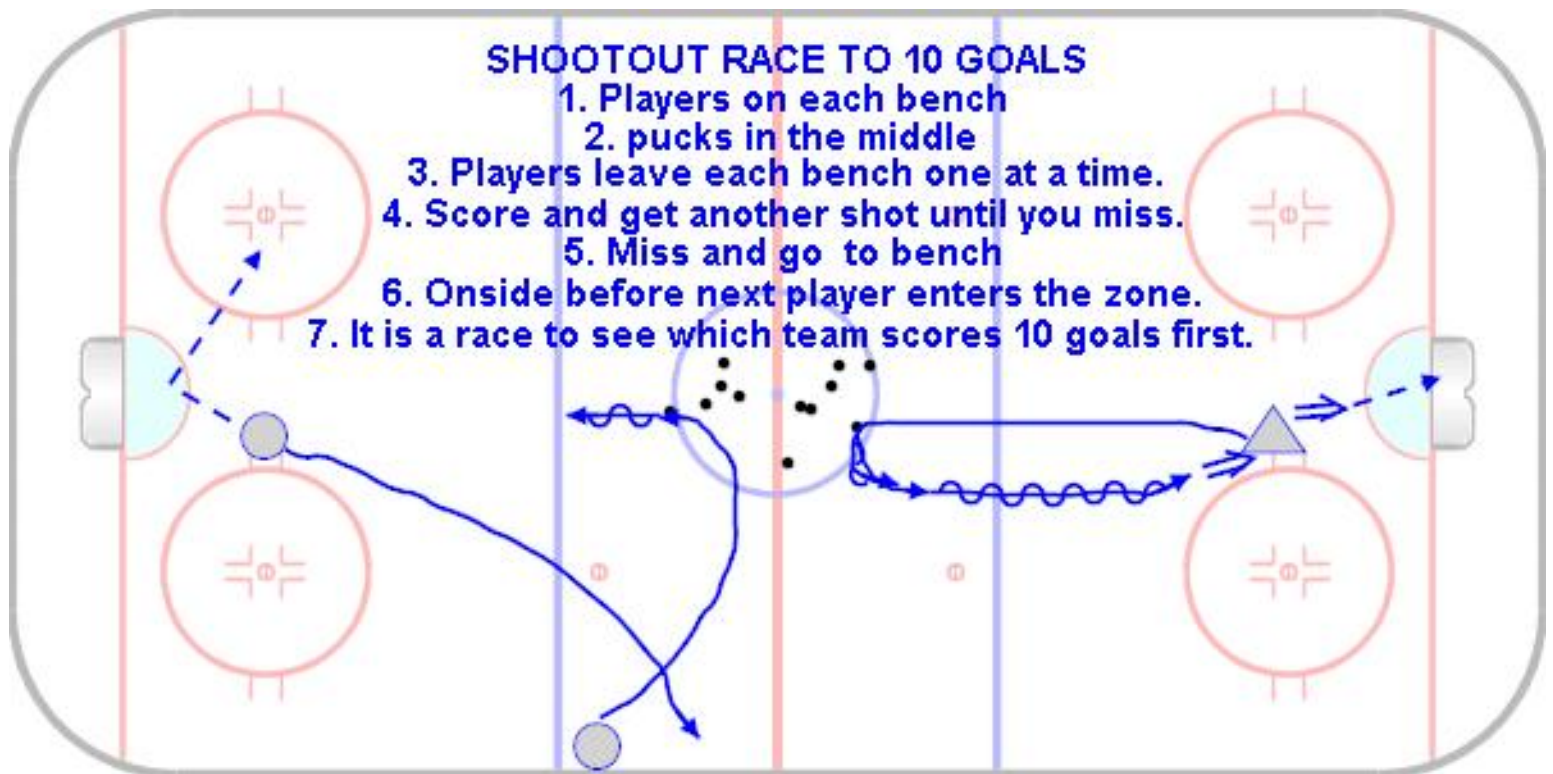 SHOOTOUT RACE TO 10 GOALS
1. Players on each bench
2. pucks in the middle
3. Players leave each bench one at a time.
4. Score and get another shot until you miss.
5. Miss and go  to bench
6. Onside before next player enters the zone.
7. It is a race to see which team scores 10 goals first.